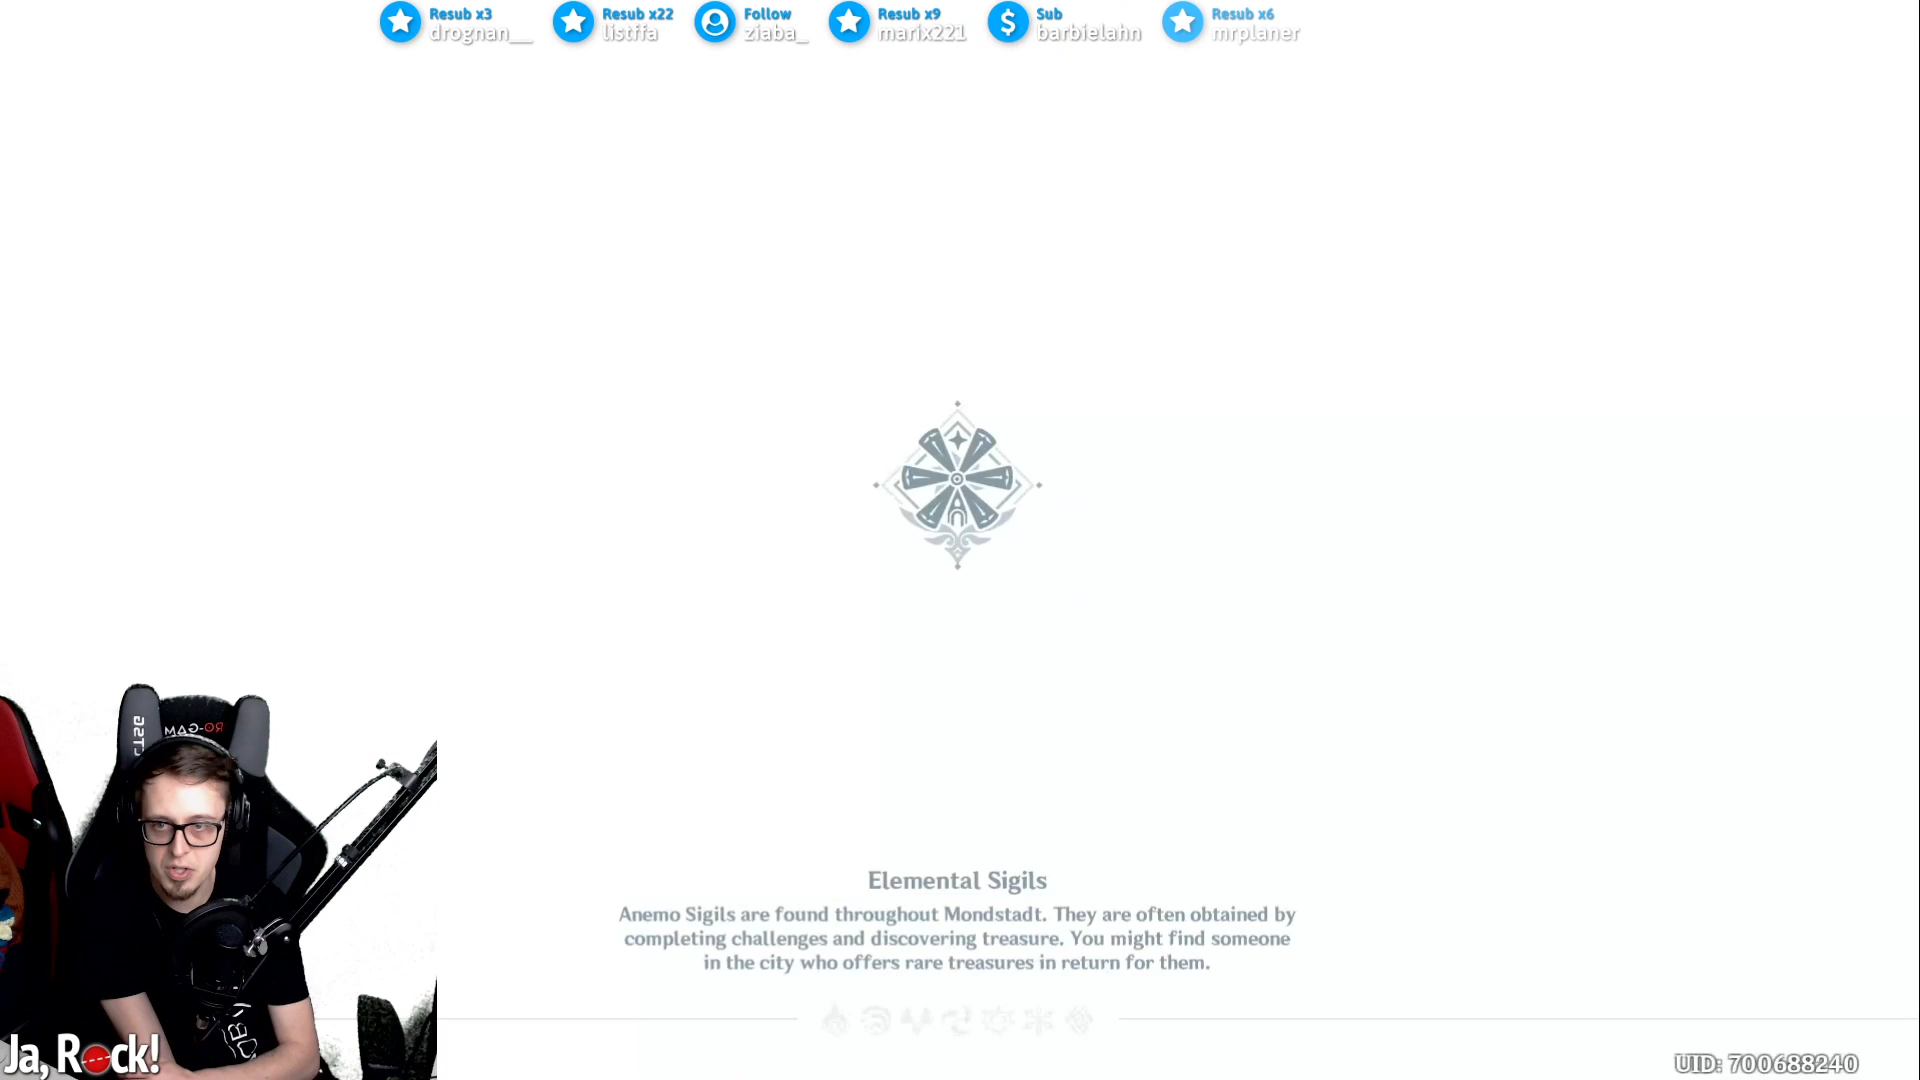 Resub x3
drognan__
Resub x22
listffa
Follow
ziaba_
Resub x9
marix221
Sub
barbielahn
Resub x6
mrplaner
Elemental Sigils
Anemo Sigils are found throughout Mondstadt. They are often obtained by
completing challenges and discovering treasure. You might find someone
in the city who offers rare treasures in return for them.
Ja, Rock!
UID: 700688240